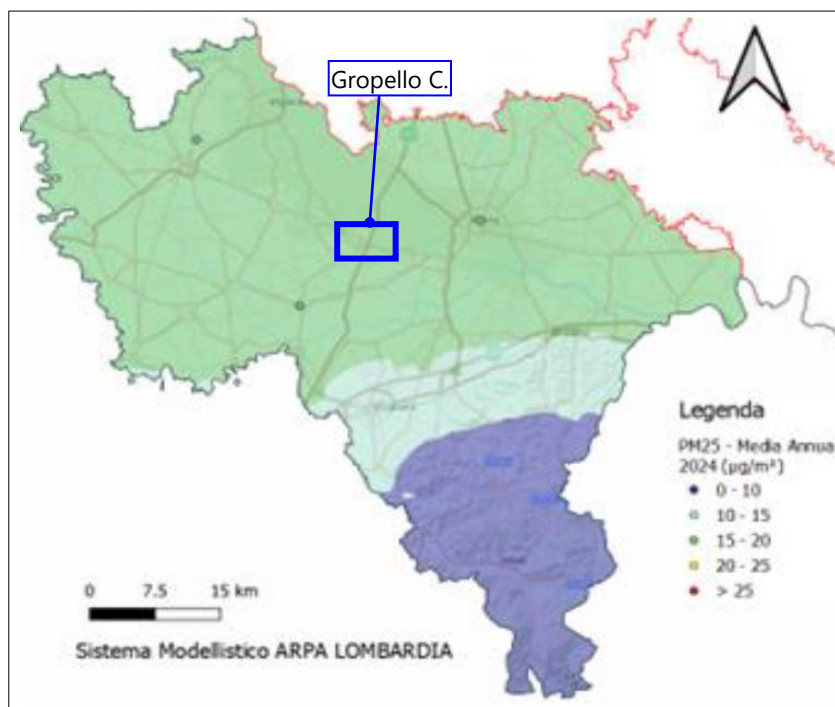 Gropello C.
Legenda
PM25 - Media Annua
2024 (µg/m³)
0 - 10
10 - 15
15 - 20
20 - 25
> 25
0 7.5 15 km
Sistema Modellistico ARPA LOMBARDIA